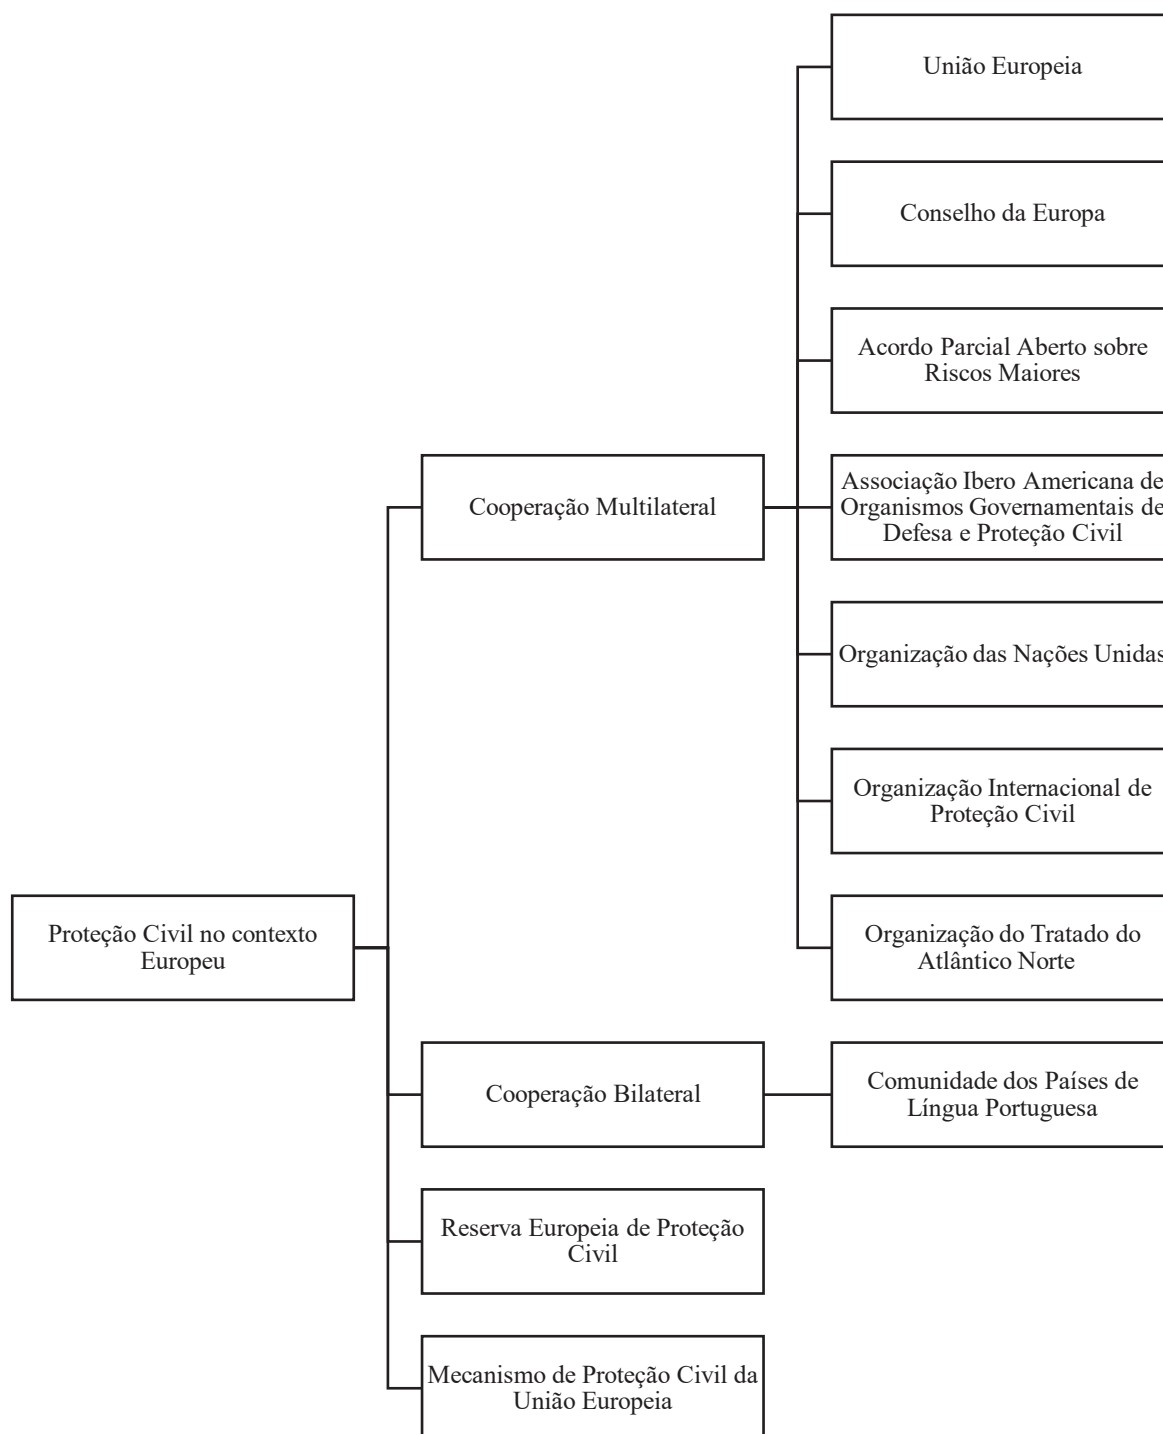 União Europeia
Conselho da Europa
Acordo Parcial Aberto sobre
Riscos Maiores
Cooperação Multilateral
Associação Ibero Americana de
Organismos Governamentais de
Defesa e Proteção Civil
Organização das Nações Unidas
Organização Internacional de
Proteção Civil
Proteção Civil no contexto
Europeu
Organização do Tratado do
Atlântico Norte
Cooperação Bilateral
Comunidade dos Países de
Língua Portuguesa
Reserva Europeia de Proteção
Civil
Mecanismo de Proteção Civil da
União Europeia